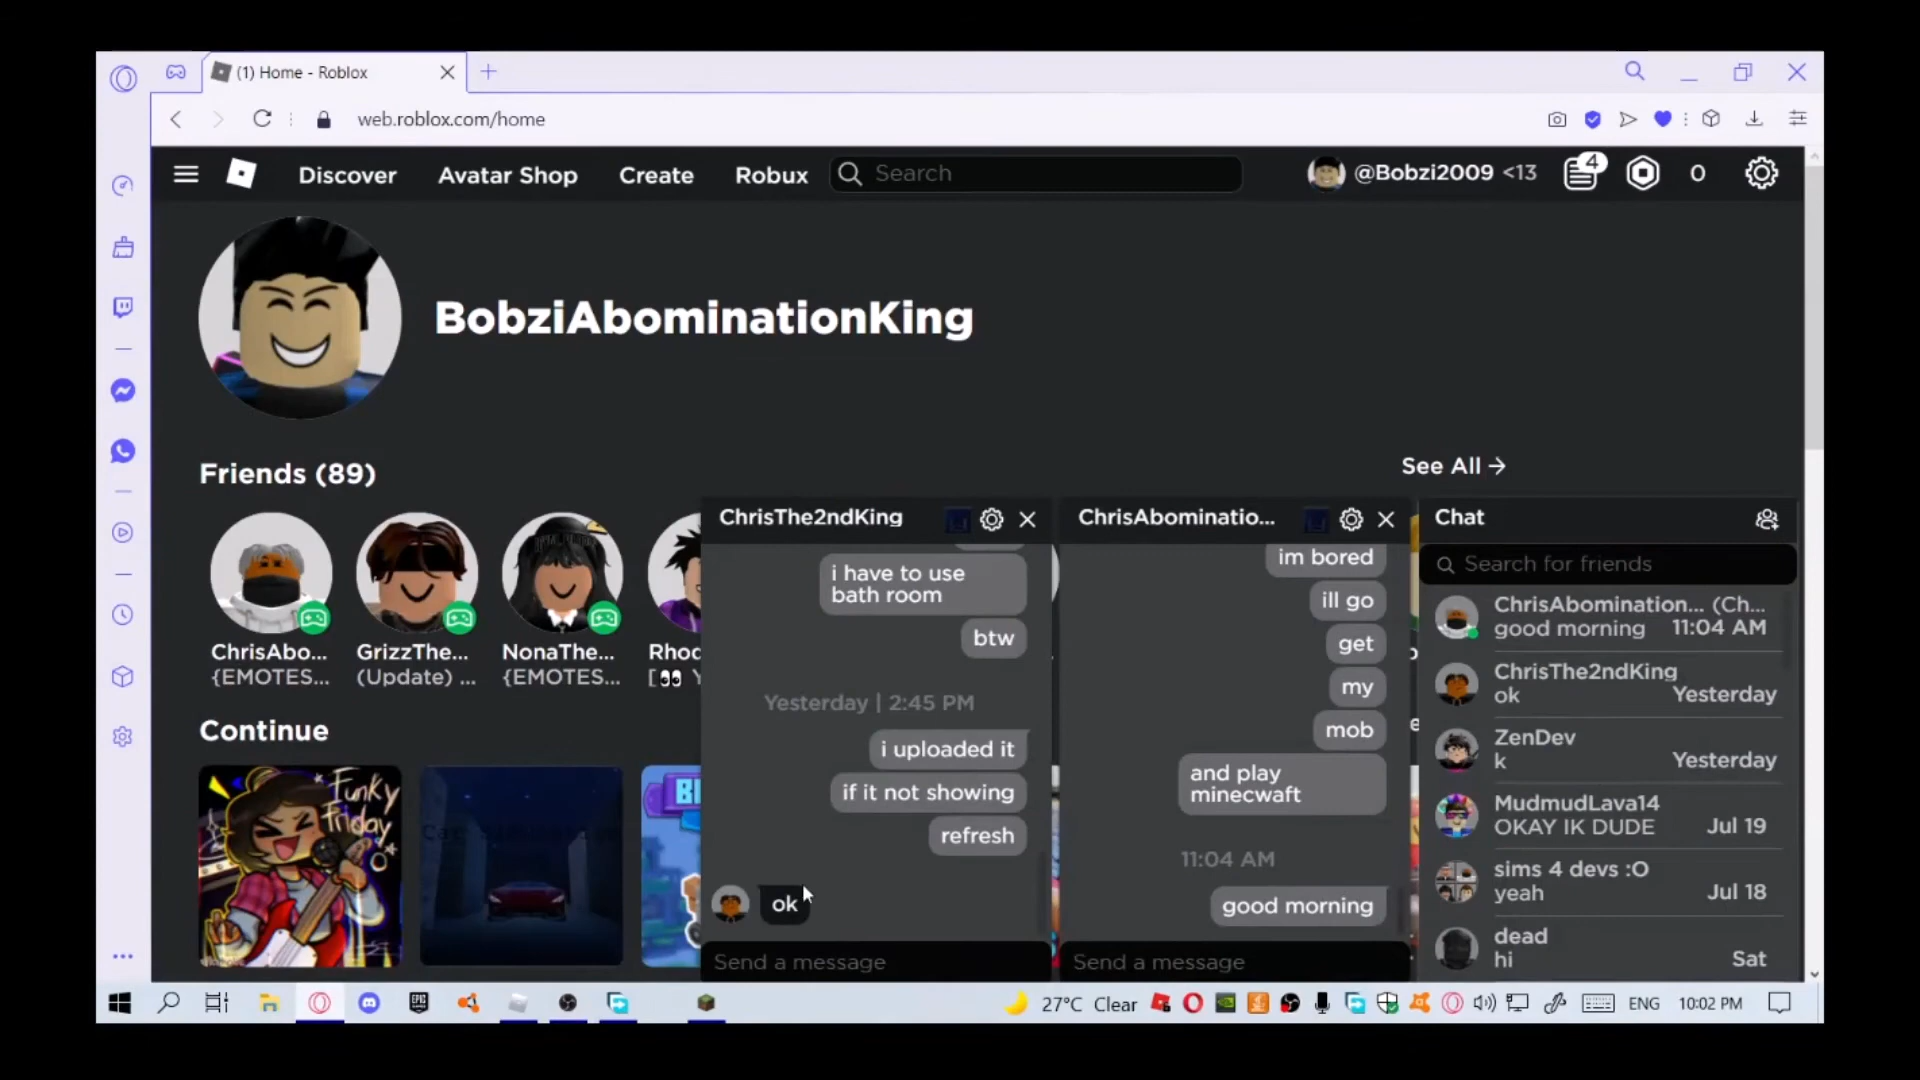 (1) Home - Roblox
web.roblox.com/home
Discover
Avatar Shop
Create
Robux
Search
@Bobzi2009 <13
4
0
BobziAbominationKing
Friends (89)
See All →
ChrisAbo...
{EMOTES...
GrizzThe...
(Update) ...
NonaThe...
{EMOTES...
Rhod
Continue
Funky
Friday
ChrisThe2ndKing
i have to use
bath room
btw
Yesterday | 2:45 PM
i uploaded it
if it not showing
refresh
ok
Send a message
ChrisAbominatio...
im bored
ill go
get
my
mob
and play
minecwaft
11:04 AM
good morning
Send a message
Chat
Search for friends
ChrisAbomination... (Ch...
good morning 11:04 AM
ChrisThe2ndKing
ok Yesterday
ZenDev
k Yesterday
MudmudLava14
OKAY IK DUDE Jul 19
sims 4 devs :O
yeah Jul 18
dead
hi Sat
EPIC
27°C Clear
ENG
10:02 PM